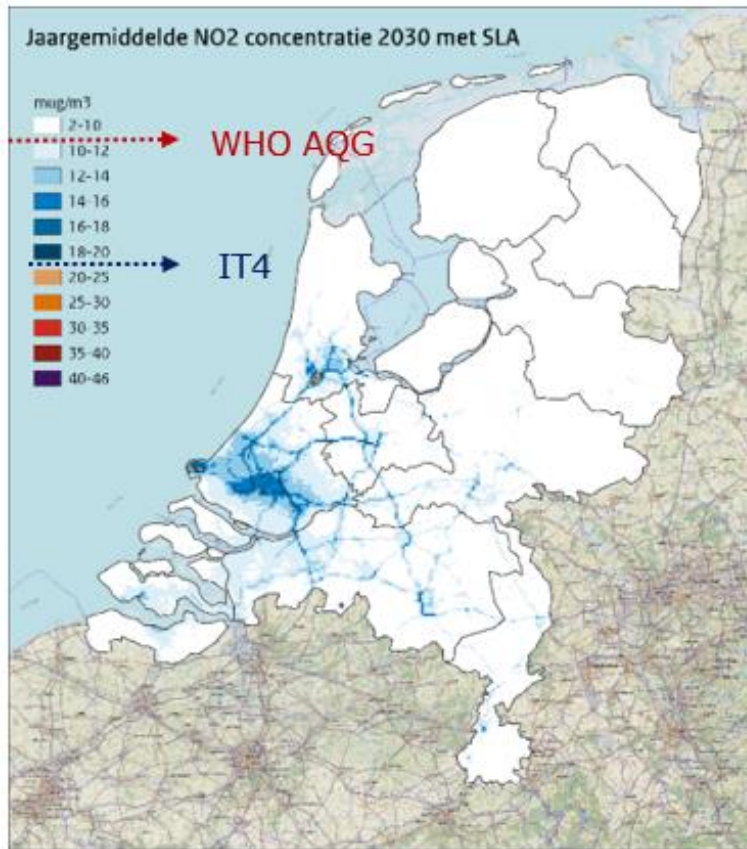 Jaargemiddelde NO2 concentratie 2030 met SLA
mug/m3
2-10
WHO AQG
10-12
12-14
14-16
16-18
18-20
IT4
20-25
25-30
30-35
35-40
40-46